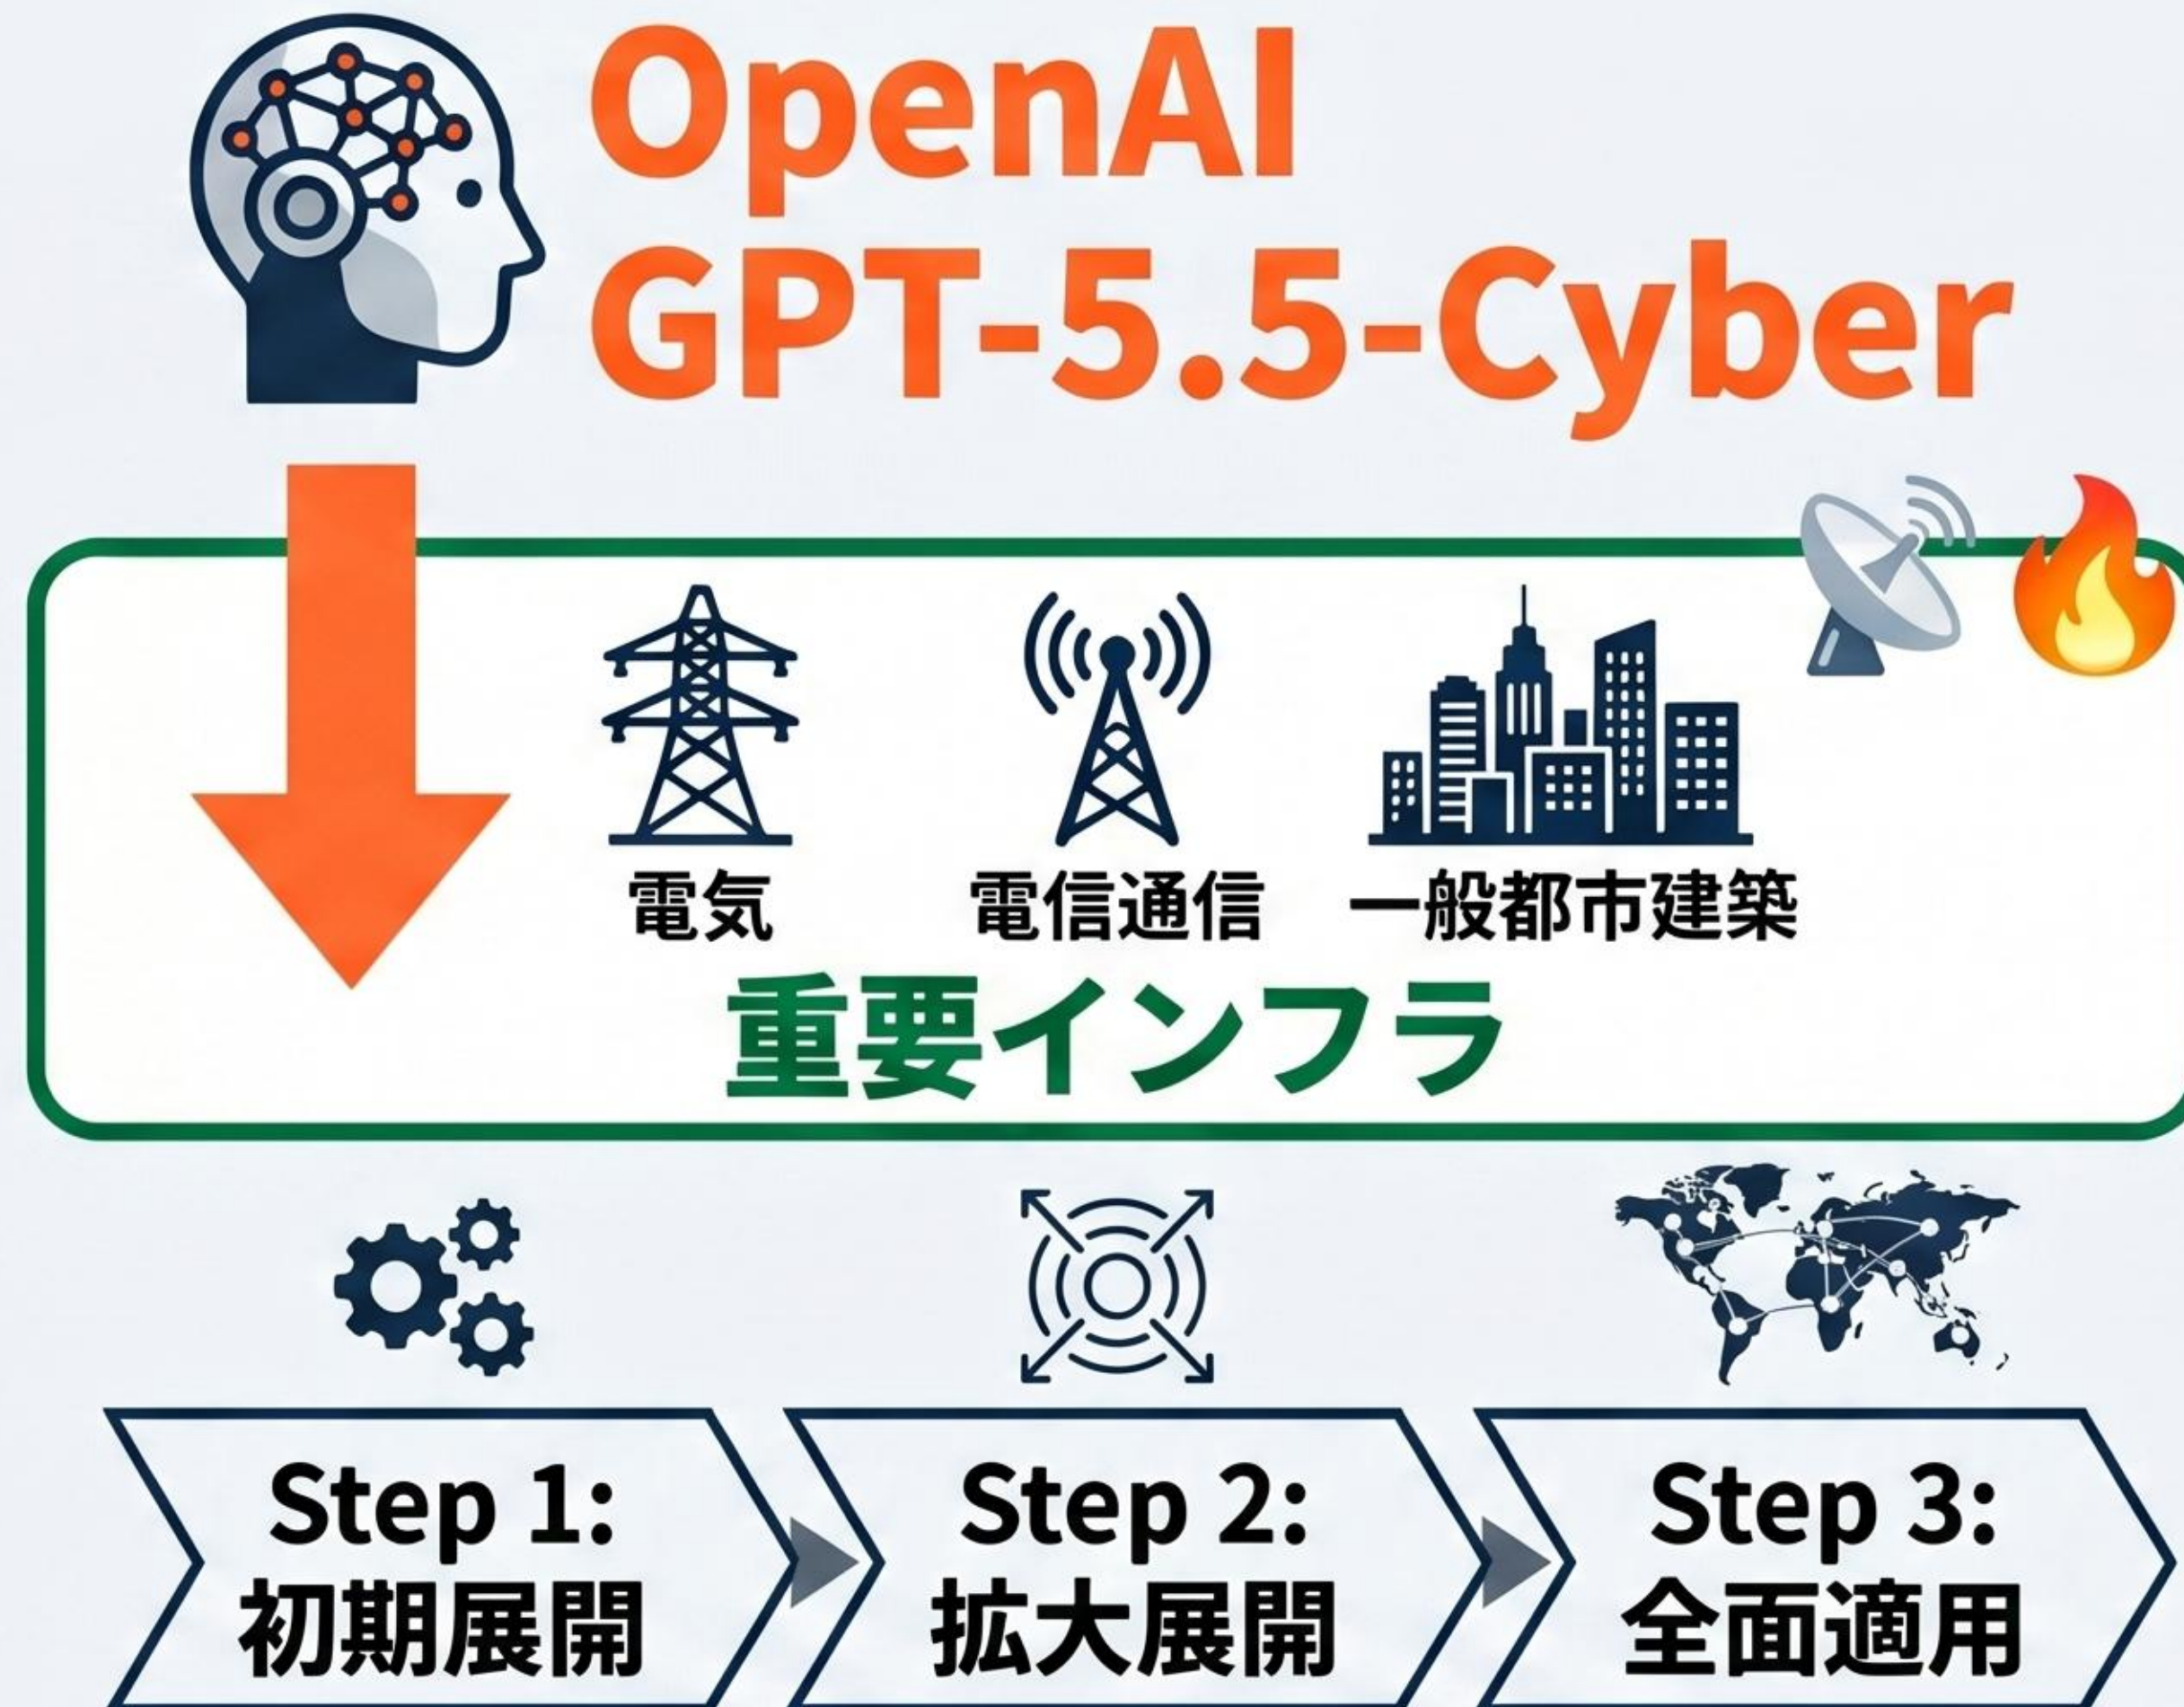 OpenAI
GPT-5.5-Cyber
電気
電信通信
一般都市建築
重要インフラ
Step 1:
初期展開
Step 2:
拡大展開
Step 3:
全面適用